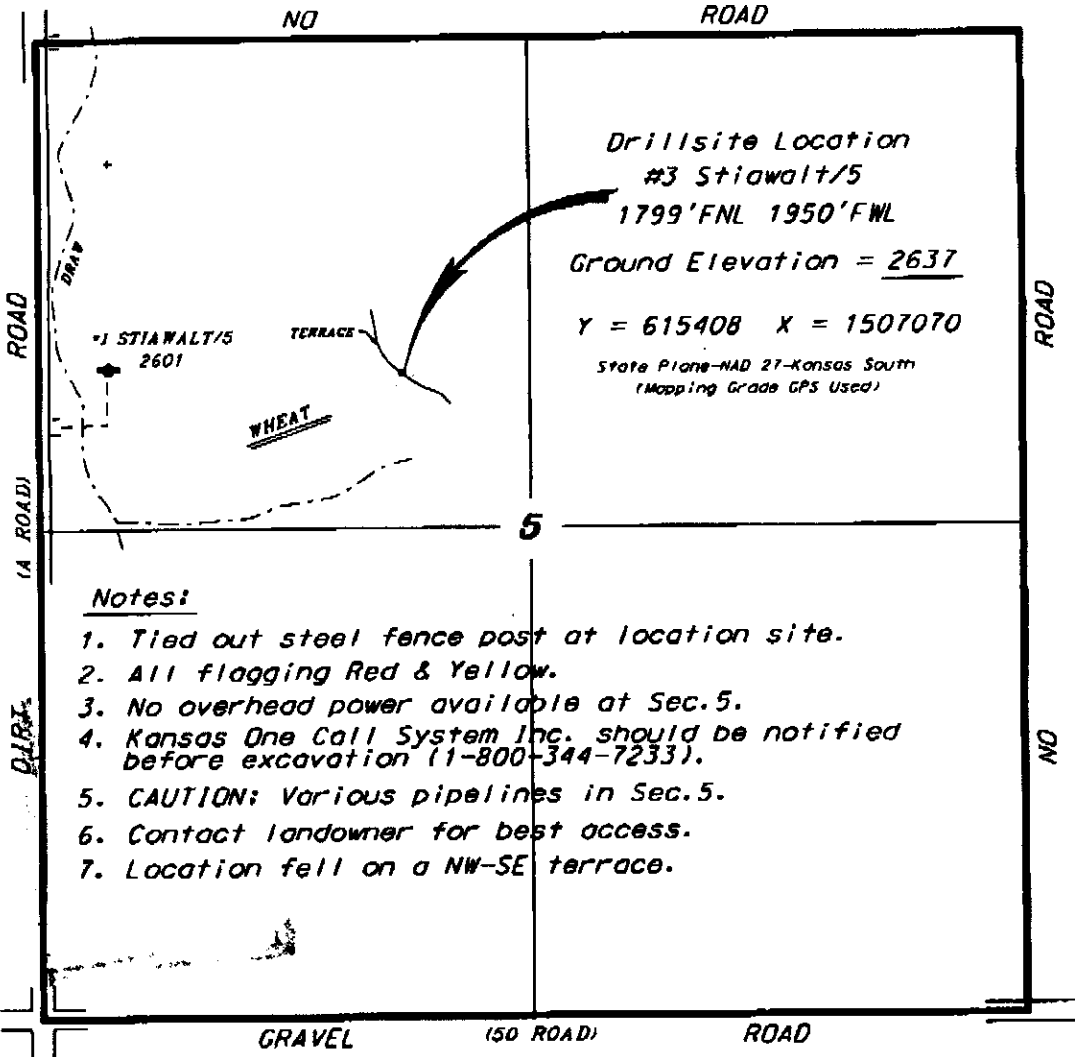 NO ROAD
Drillsite Location
#3 Stiawalt/5
1799'FNL 1950'FWL
Ground Elevation = 2637
Y = 615408 X = 1507070
State Plane-NAD 27-Kansas South
(Mapping Grade GPS Used)
DRAW
#1 STIAWALT/5
2601
TERRACE
WHEAT
ROAD
(A ROAD)
DIRT
ROAD
NO
5
Notes:
1. Tied out steel fence post at location site.
2. All flagging Red & Yellow.
3. No overhead power available at Sec.5.
4. Kansas One Call System Inc. should be notified
before excavation (1-800-344-7233).
5. CAUTION: Various pipelines in Sec.5.
6. Contact landowner for best access.
7. Location fell on a NW-SE terrace.
GRAVEL (50 ROAD) ROAD